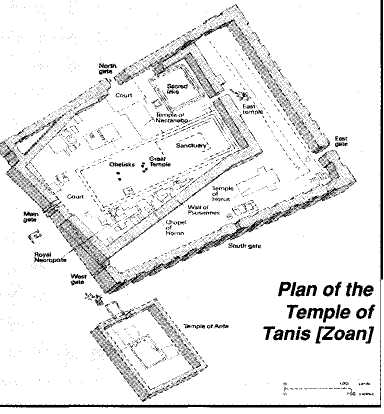 North
gate
Court
Sacred
lake
Temple of
Nectanebo
East
temple
East
gate
Sanctuary
Obelisks
Great
Temple
Court
Main
gate
Royal
Necropole
West
gate
Temple
of
Horus
Wall of
Psusennes
Chapel
of
Horus
South gate
Temple of Anta
Plan of the
Temple of
Tanis [Zoan]